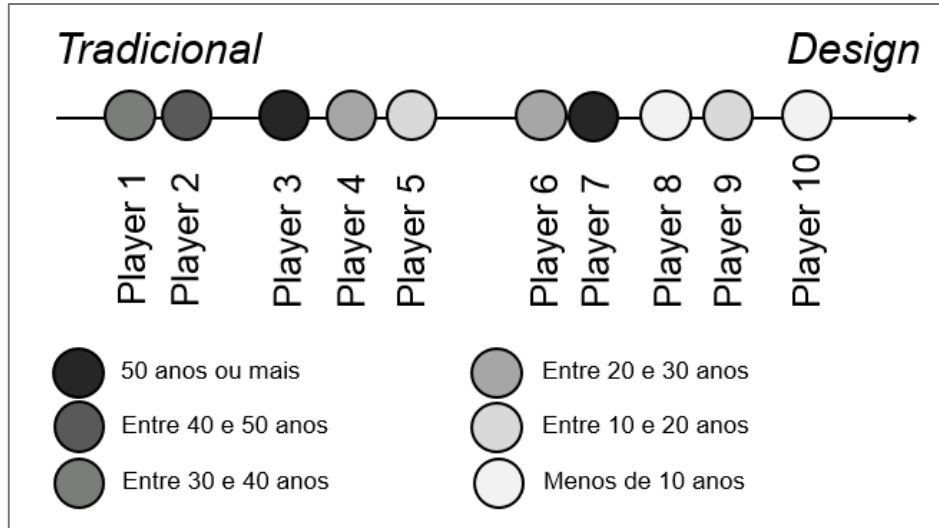 Tradicional
Design
Player 1
Player 2
Player 3
Player 4
Player 5
Player 6
Player 7
Player 8
Player 9
Player 10
50 anos ou mais
Entre 40 e 50 anos
Entre 30 e 40 anos
Entre 20 e 30 anos
Entre 10 e 20 anos
Menos de 10 anos